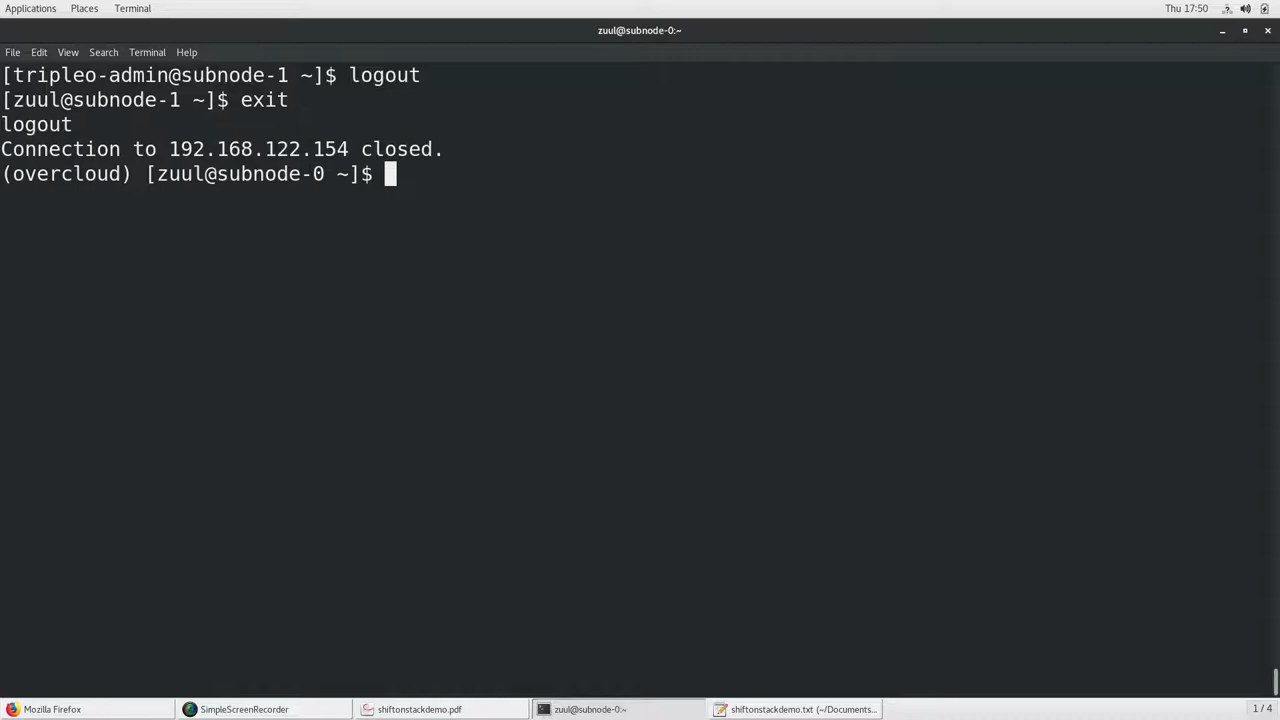 Applications Places Terminal Thu 17:50
zuul@subnode-0:~
File Edit View Search Terminal Help
[tripleo-admin@subnode-1 ~]$ logout
[zuul@subnode-1 ~]$ exit
logout
Connection to 192.168.122.154 closed.
(overcloud) [zuul@subnode-0 ~]$
Mozilla Firefox SimpleScreenRecorder shiftonstackdemo.pdf zuul@subnode-0:~ shiftonstackdemo.txt (~/Documents... 1 / 4